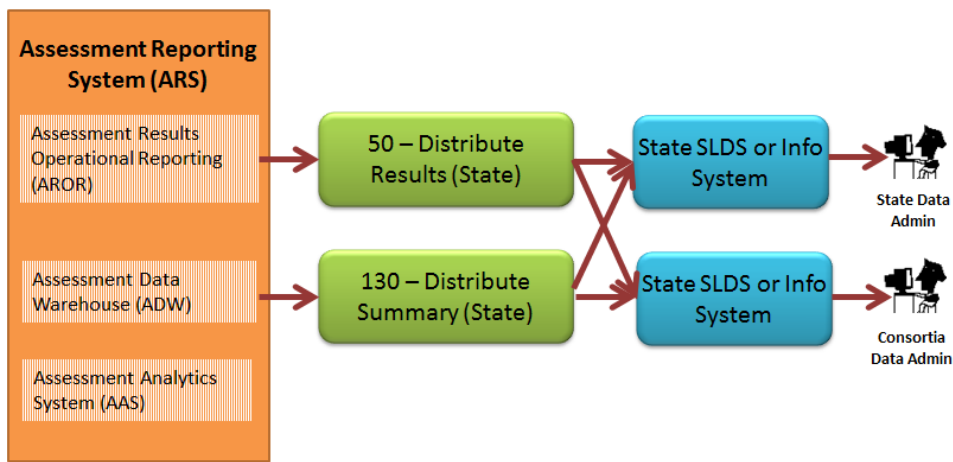 Assessment Reporting
System (ARS)
Assessment Results
Operational Reporting
(AROR)
Assessment Data
Warehouse (ADW)
Assessment Analytics
System (AAS)
50 – Distribute
Results (State)
130 – Distribute
Summary (State)
State SLDS or Info
System
State SLDS or Info
System
State Data
Admin
Consortia
Data Admin